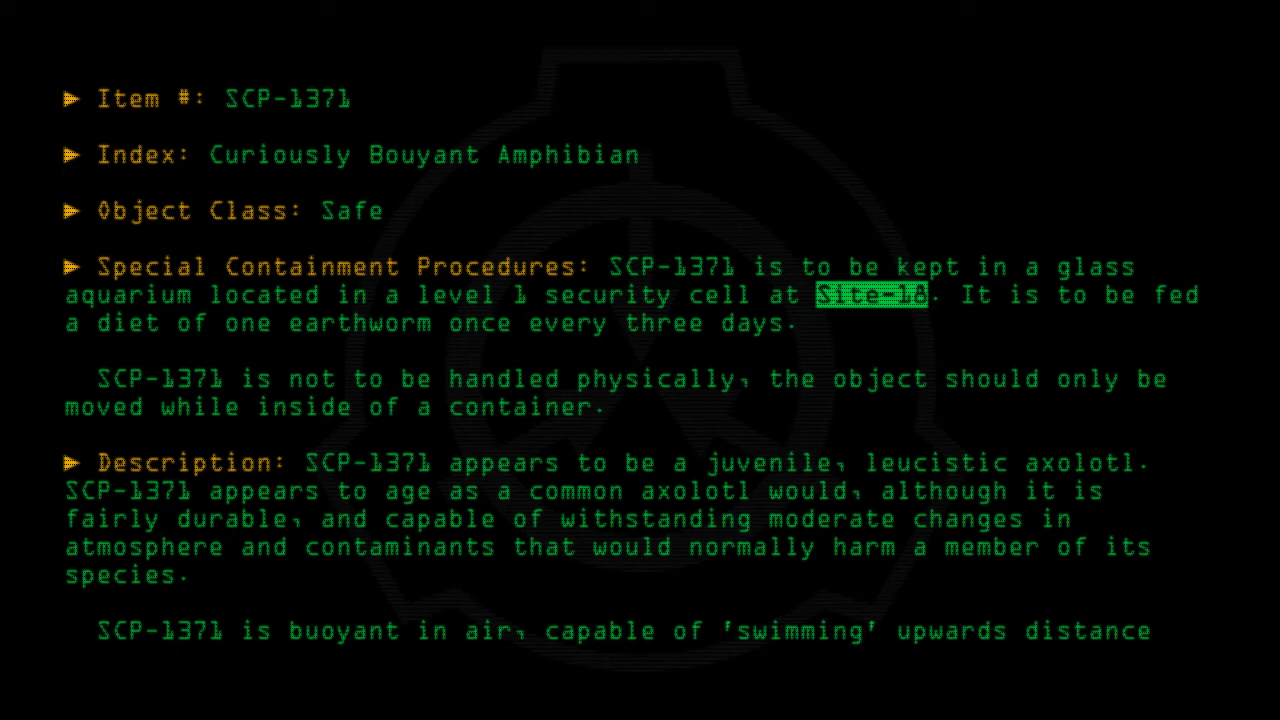 ► Item #: SCP-1371
► Index: Curiously Bouyant Amphibian
► Object Class: Safe
► Special Containment Procedures: SCP-1371 is to be kept in a glass
aquarium located in a level 1 security cell at Site-18. It is to be fed
a diet of one earthworm once every three days.
SCP-1371 is not to be handled physically, the object should only be
moved while inside of a container.
► Description: SCP-1371 appears to be a juvenile, leucistic axolotl.
SCP-1371 appears to age as a common axolotl would, although it is
fairly durable, and capable of withstanding moderate changes in
atmosphere and contaminants that would normally harm a member of its
species.
SCP-1371 is buoyant in air, capable of 'swimming' upwards distance